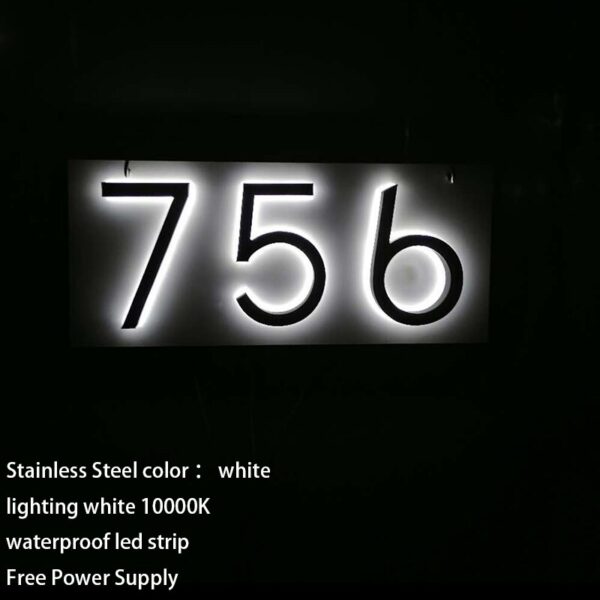 756
Stainless Steel color： white
lighting white 10000K
waterproof led strip
Free Power Supply